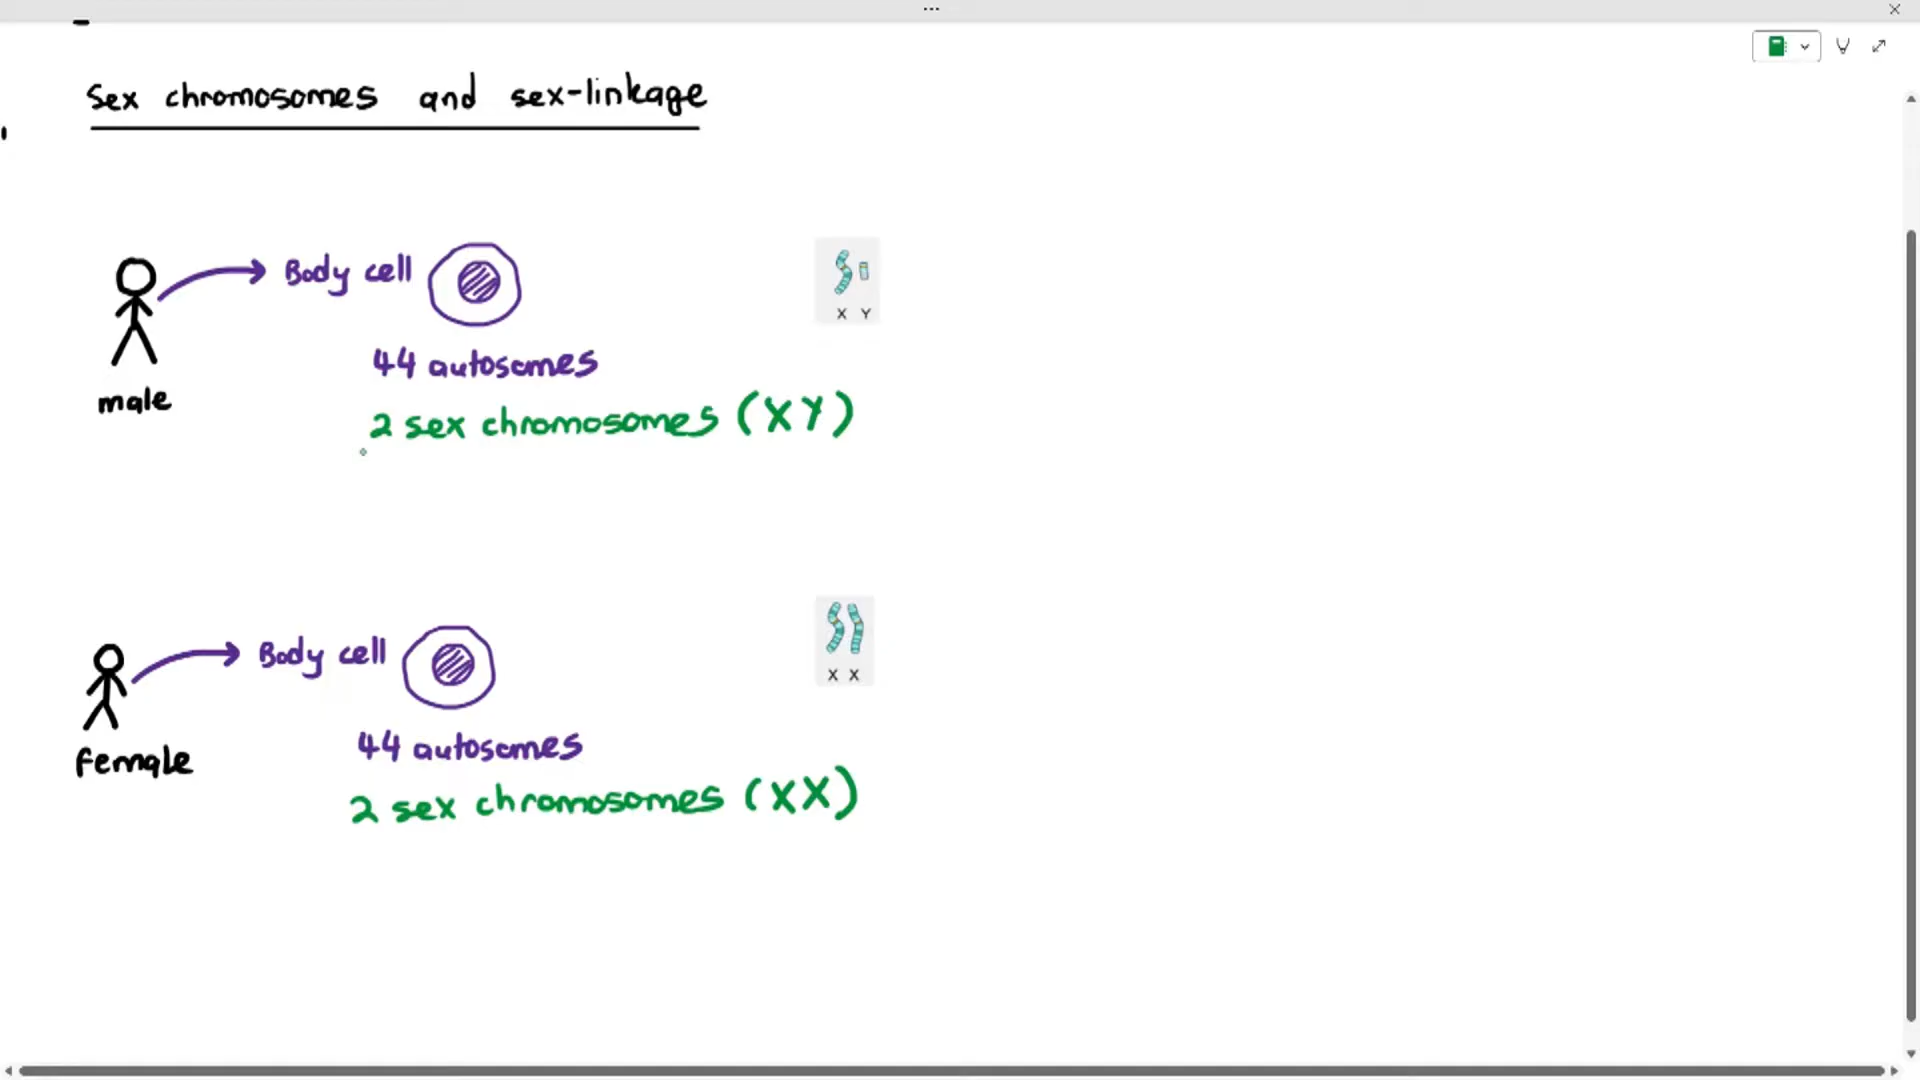 Sex chromosomes and sex-linkage
Body cell
X Y
44 autosomes
male
2 sex chromosomes (XY)
Body cell
X X
44 autosomes
female
2 sex chromosomes (XX)